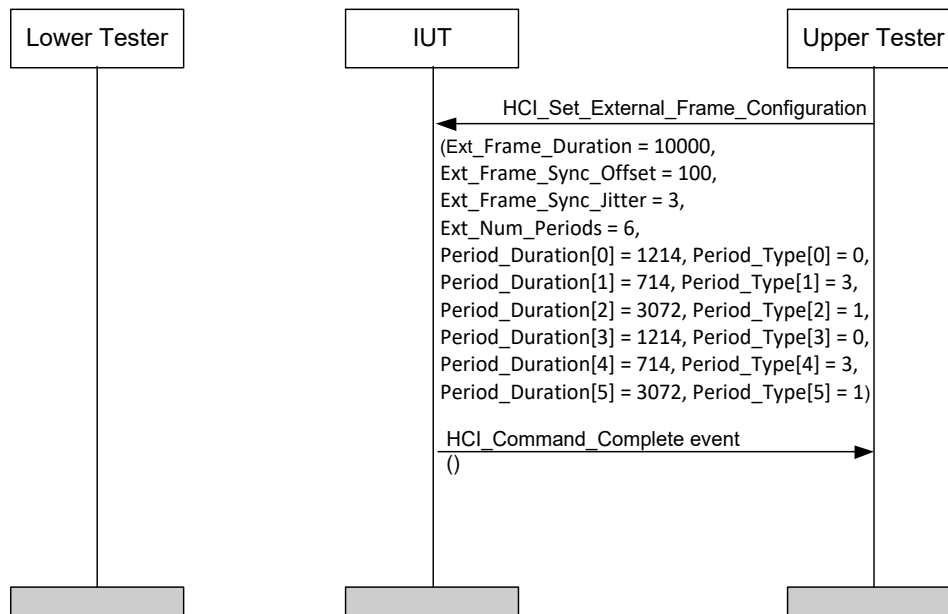 Lower Tester
IUT
Upper Tester
HCI_Set_External_Frame_Configuration
(Ext_Frame_Duration = 10000,
Ext_Frame_Sync_Offset = 100,
Ext_Frame_Sync_Jitter = 3,
Ext_Num_Periods = 6,
Period_Duration[0] = 1214, Period_Type[0] = 0,
Period_Duration[1] = 714, Period_Type[1] = 3,
Period_Duration[2] = 3072, Period_Type[2] = 1,
Period_Duration[3] = 1214, Period_Type[3] = 0,
Period_Duration[4] = 714, Period_Type[4] = 3,
Period_Duration[5] = 3072, Period_Type[5] = 1)
HCI_Command_Complete event
()